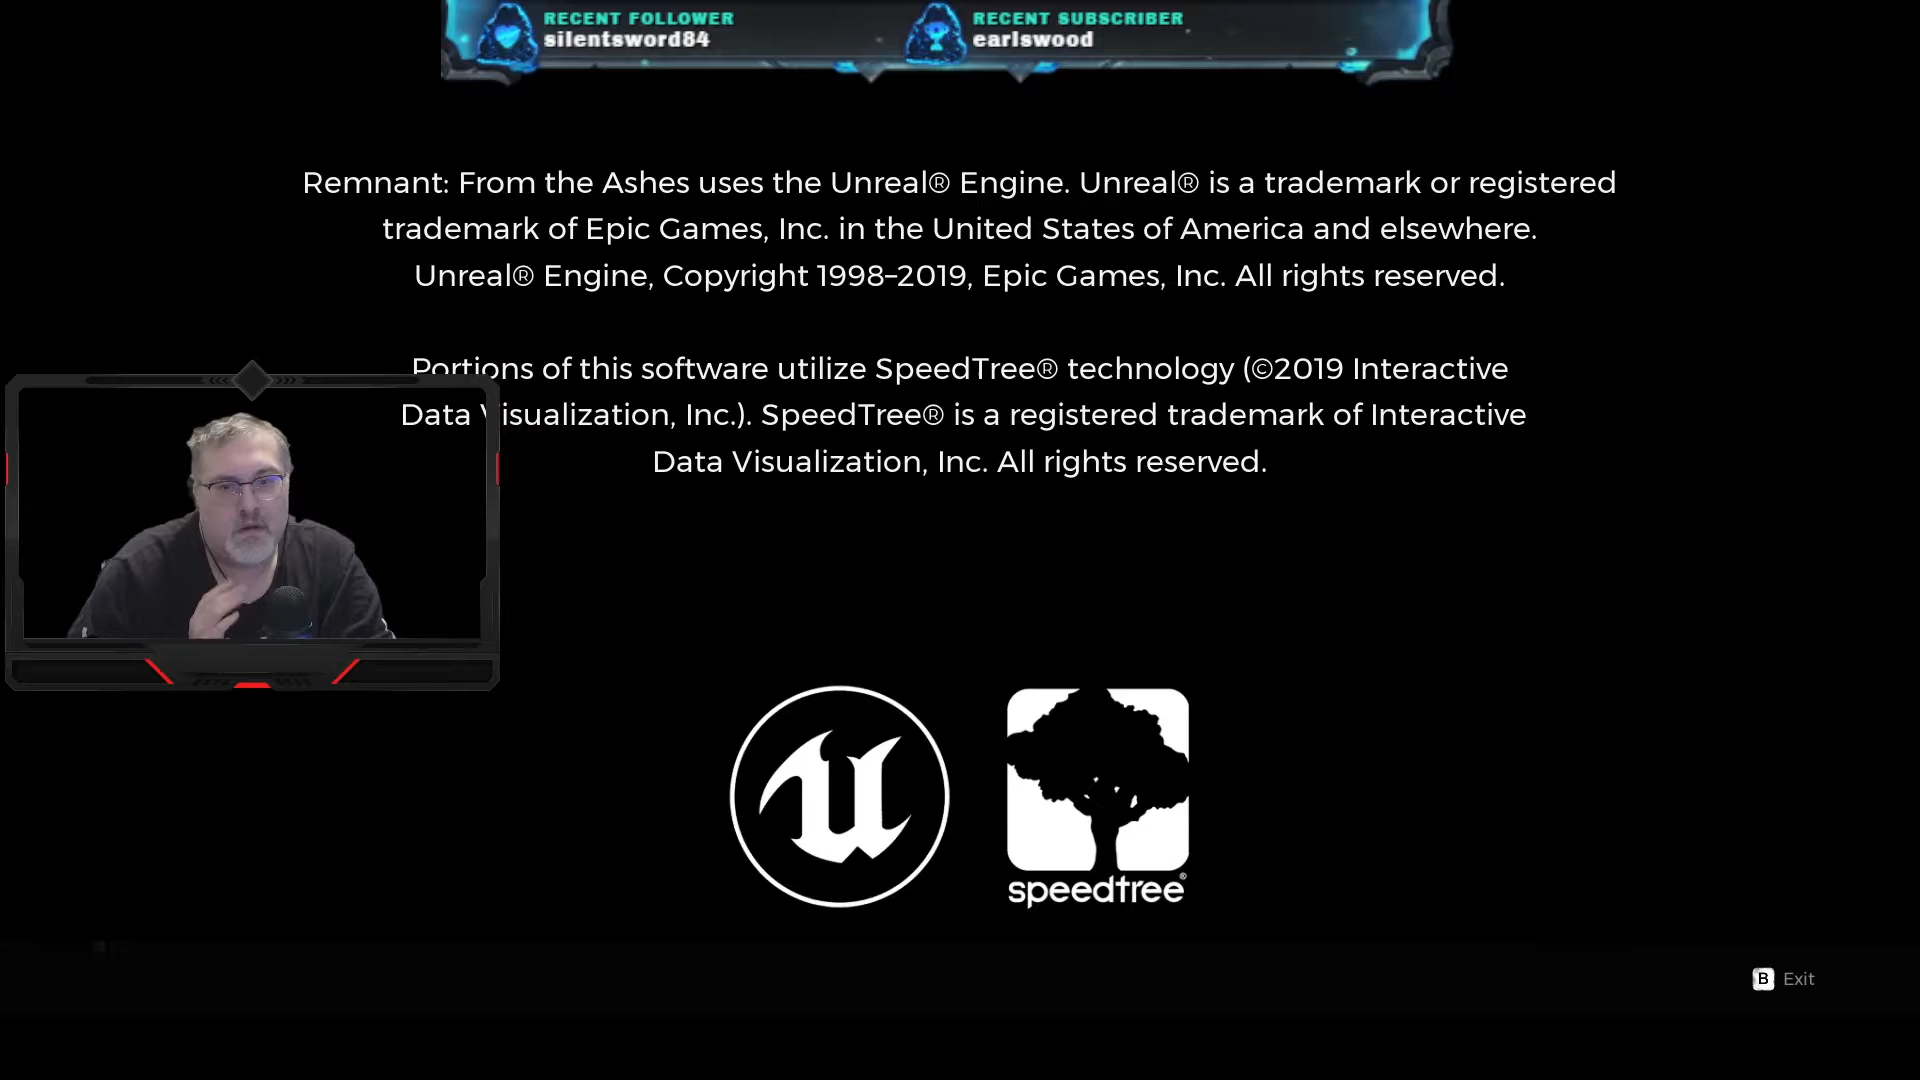 RECENT FOLLOWER
silentsword84
RECENT SUBSCRIBER
earlswood
Remnant: From the Ashes uses the Unreal® Engine. Unreal® is a trademark or registered
trademark of Epic Games, Inc. in the United States of America and elsewhere.
Unreal® Engine, Copyright 1998–2019, Epic Games, Inc. All rights reserved.
Portions of this software utilize SpeedTree® technology (©2019 Interactive
Data Visualization, Inc.). SpeedTree® is a registered trademark of Interactive
Data Visualization, Inc. All rights reserved.
speedtree®
B Exit